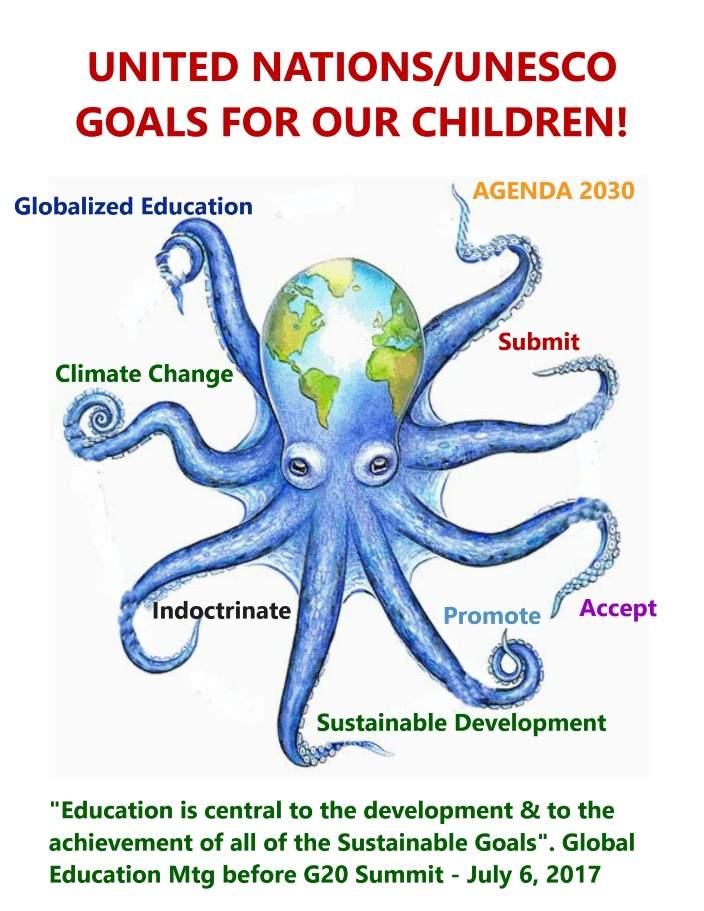 UNITED NATIONS/UNESCO
GOALS FOR OUR CHILDREN!
AGENDA 2030
Globalized Education
Submit
Climate Change
Indoctrinate
Promote
Accept
Sustainable Development
"Education is central to the development & to the
achievement of all of the Sustainable Goals". Global
Education Mtg before G20 Summit - July 6, 2017